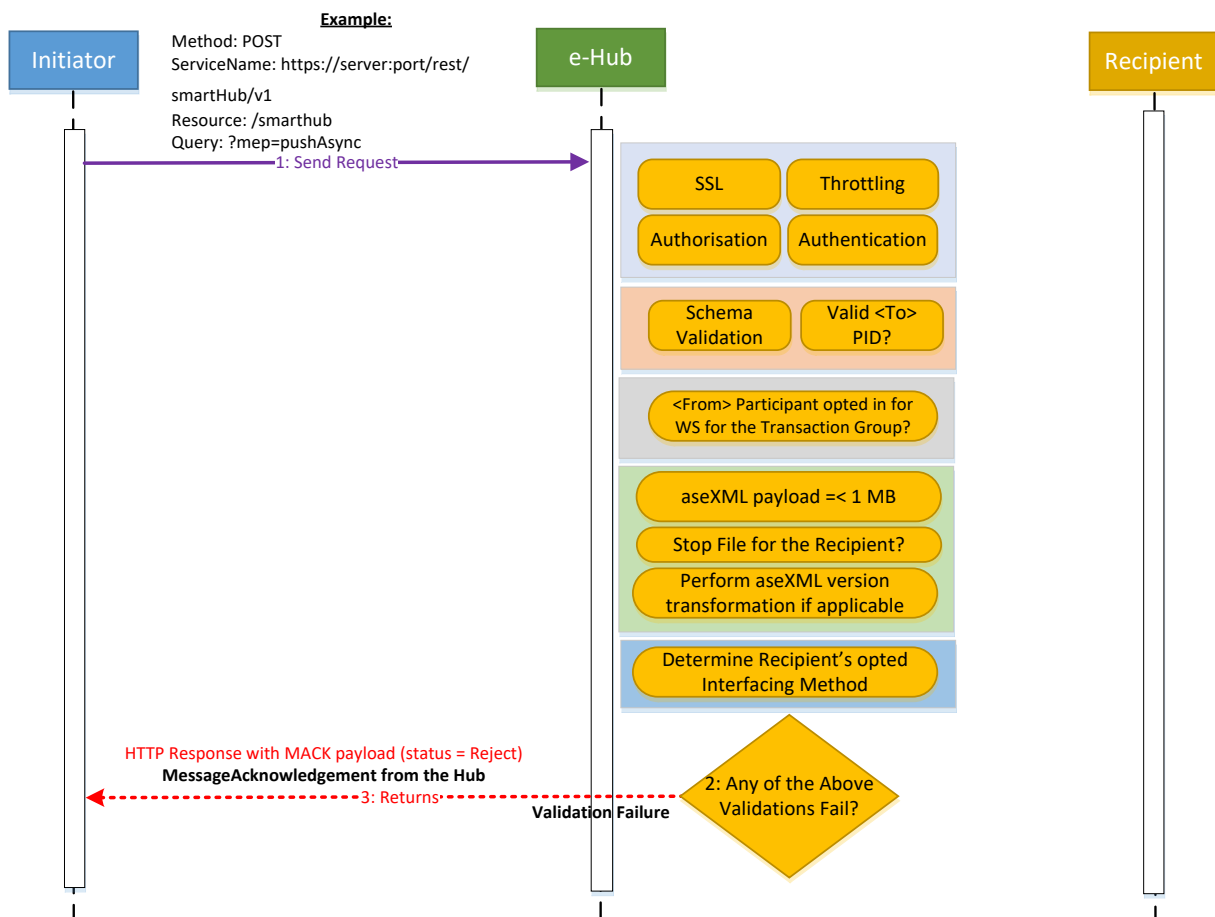 Example:
Method: POST
ServiceName: https://server:port/rest/
smartHub/v1
Resource: /smarthub
Query: ?mep=pushAsync
Initiator
e-Hub
Recipient
1: Send Request
SSL
Throttling
Authorisation
Authentication
Schema
Validation
Valid <To>
PID?
<From> Participant opted in for
WS for the Transaction Group?
aseXML payload =< 1 MB
Stop File for the Recipient?
Perform aseXML version
transformation if applicable
Determine Recipient's opted
Interfacing Method
HTTP Response with MACK payload (status = Reject)
MessageAcknowledgement from the Hub
3: Returns
2: Any of the Above
Validations Fail?
Validation Failure